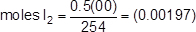 moles I₂ = 0.5(00)/254 = (0.00197)